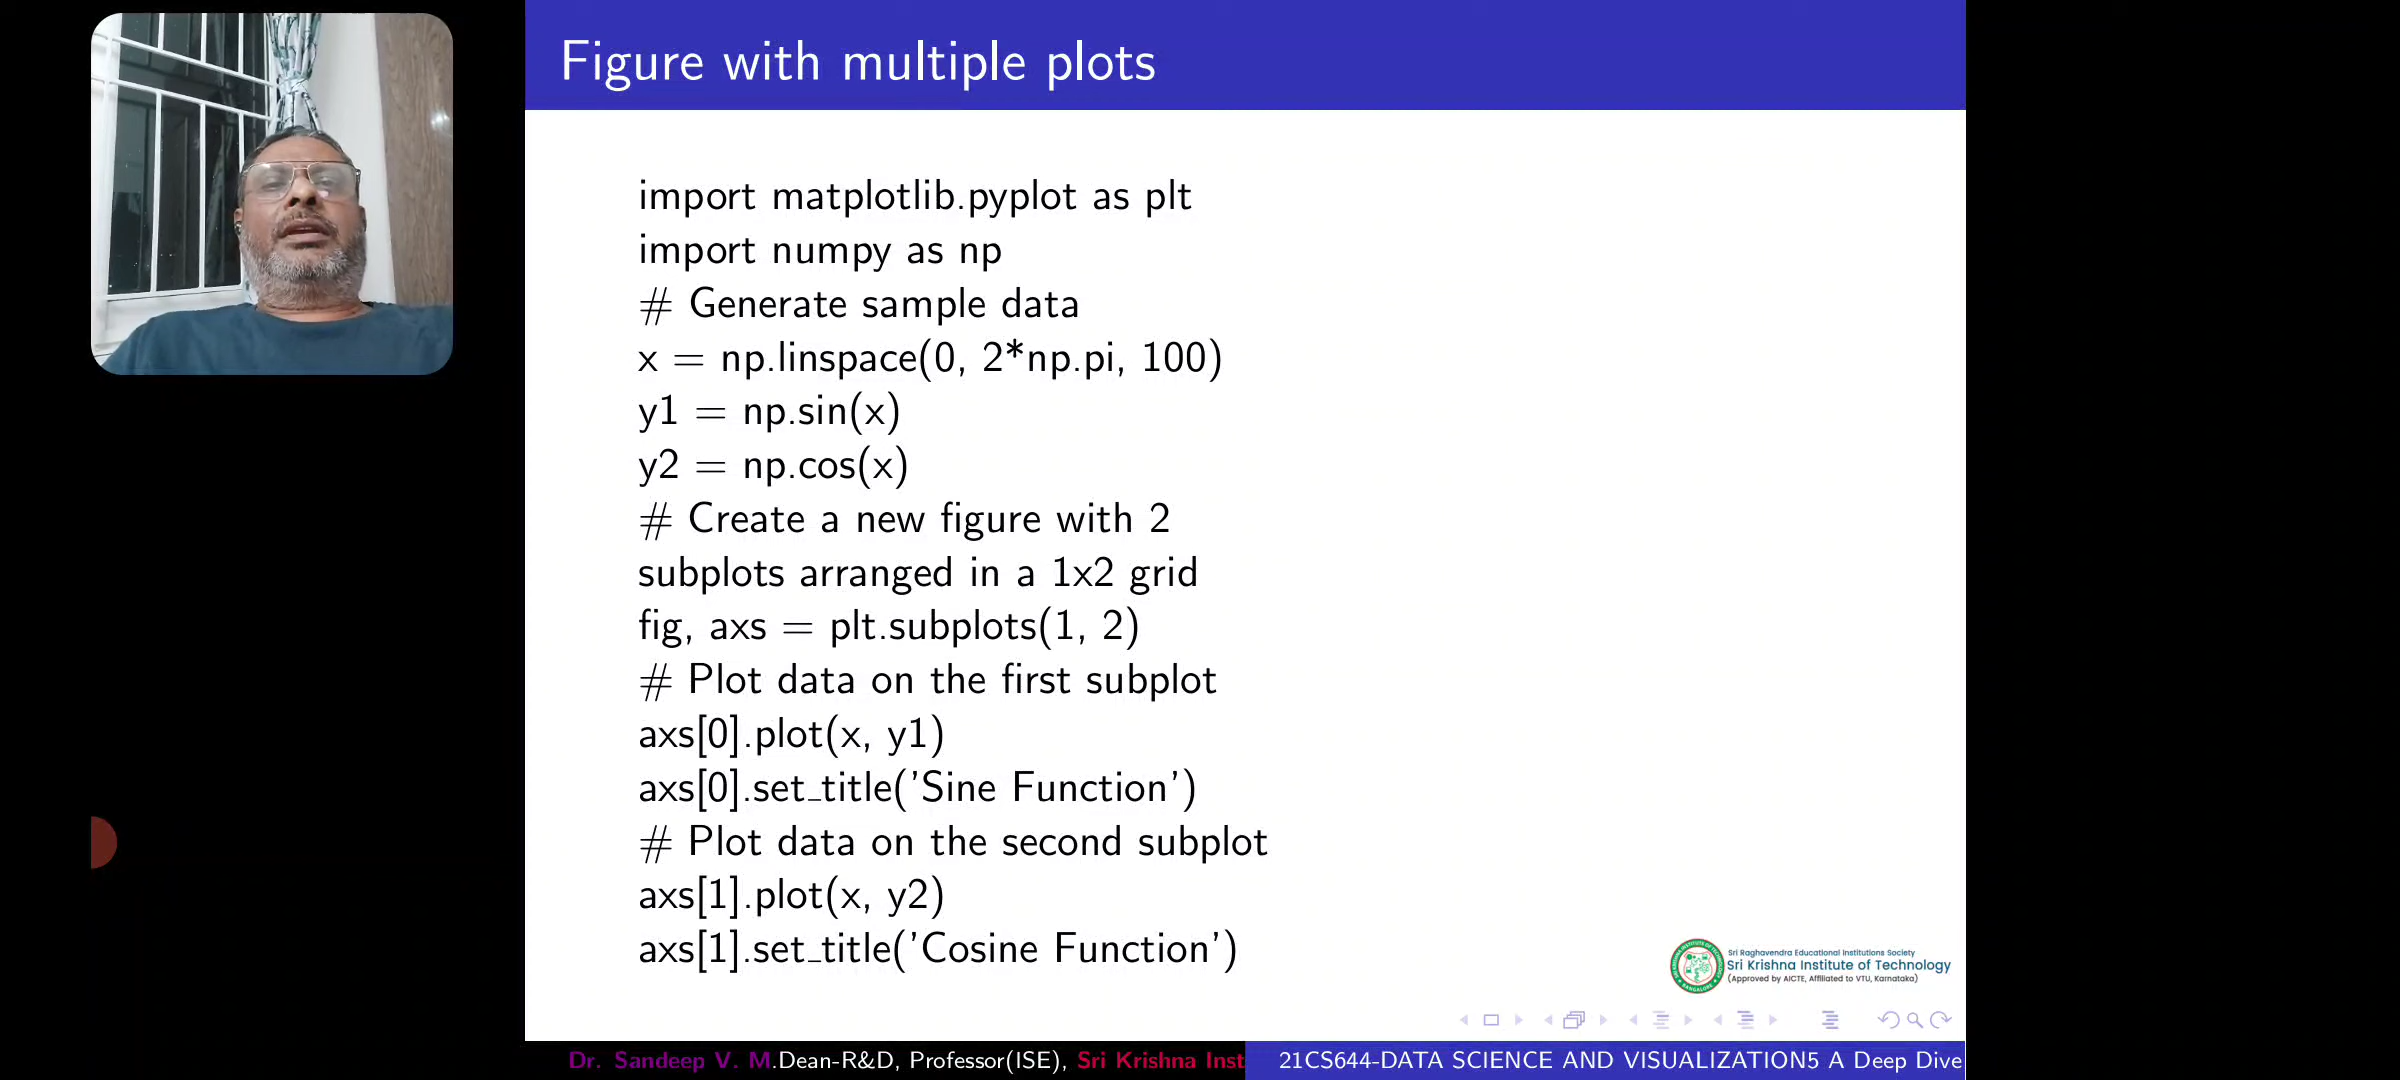 Figure with multiple plots
import matplotlib.pyplot as plt
import numpy as np
# Generate sample data
x = np.linspace(0, 2*np.pi, 100)
y1 = np.sin(x)
y2 = np.cos(x)
# Create a new figure with 2
subplots arranged in a 1x2 grid
fig, axs = plt.subplots(1, 2)
# Plot data on the first subplot
axs[0].plot(x, y1)
axs[0].set_title('Sine Function')
# Plot data on the second subplot
axs[1].plot(x, y2)
axs[1].set_title('Cosine Function')
Sri Raghavendra Educational Institutions Society
Sri Krishna Institute of Technology
(Approved by AICTE, Affiliated to VTU, Karnataka)
Dr. Sandeep V. M.Dean-R&D, Professor(ISE), Sri Krishna Inst
21CS644-DATA SCIENCE AND VISUALIZATION5 A Deep Dive